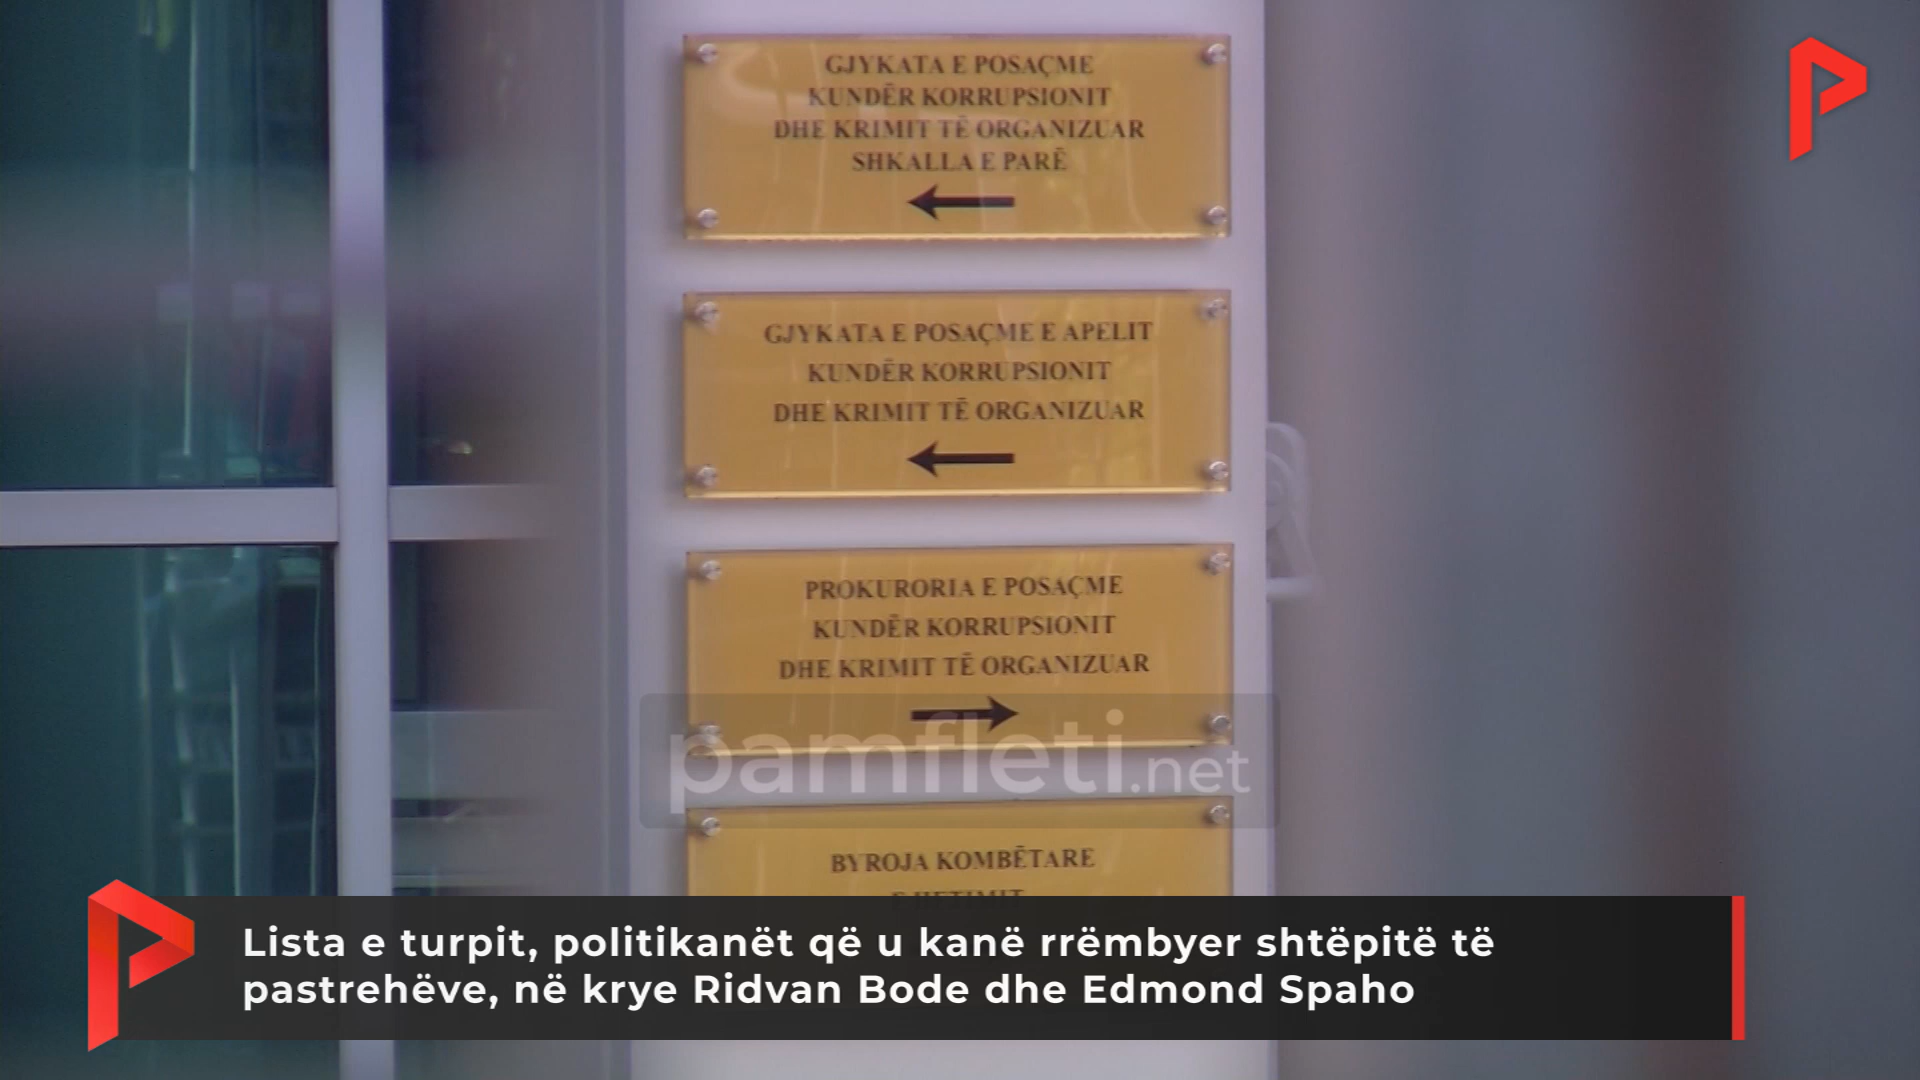 GJYKATA E POSAÇME
KUNDËR KORRUPSIONIT
DHE KRIMIT TË ORGANIZUAR
SHKALLA E PARË
GJYKATA E POSAÇME E APELIT
KUNDËR KORRUPSIONIT
DHE KRIMIT TË ORGANIZUAR
PROKURORIA E POSAÇME
KUNDËR KORRUPSIONIT
DHE KRIMIT TË ORGANIZUAR
pamfleti.net
BYROJA KOMBËTARE
E HETIMIT
Lista e turpit, politikanët që u kanë rrëmbyer shtëpitë të
pastrehëve, në krye Ridvan Bode dhe Edmond Spaho